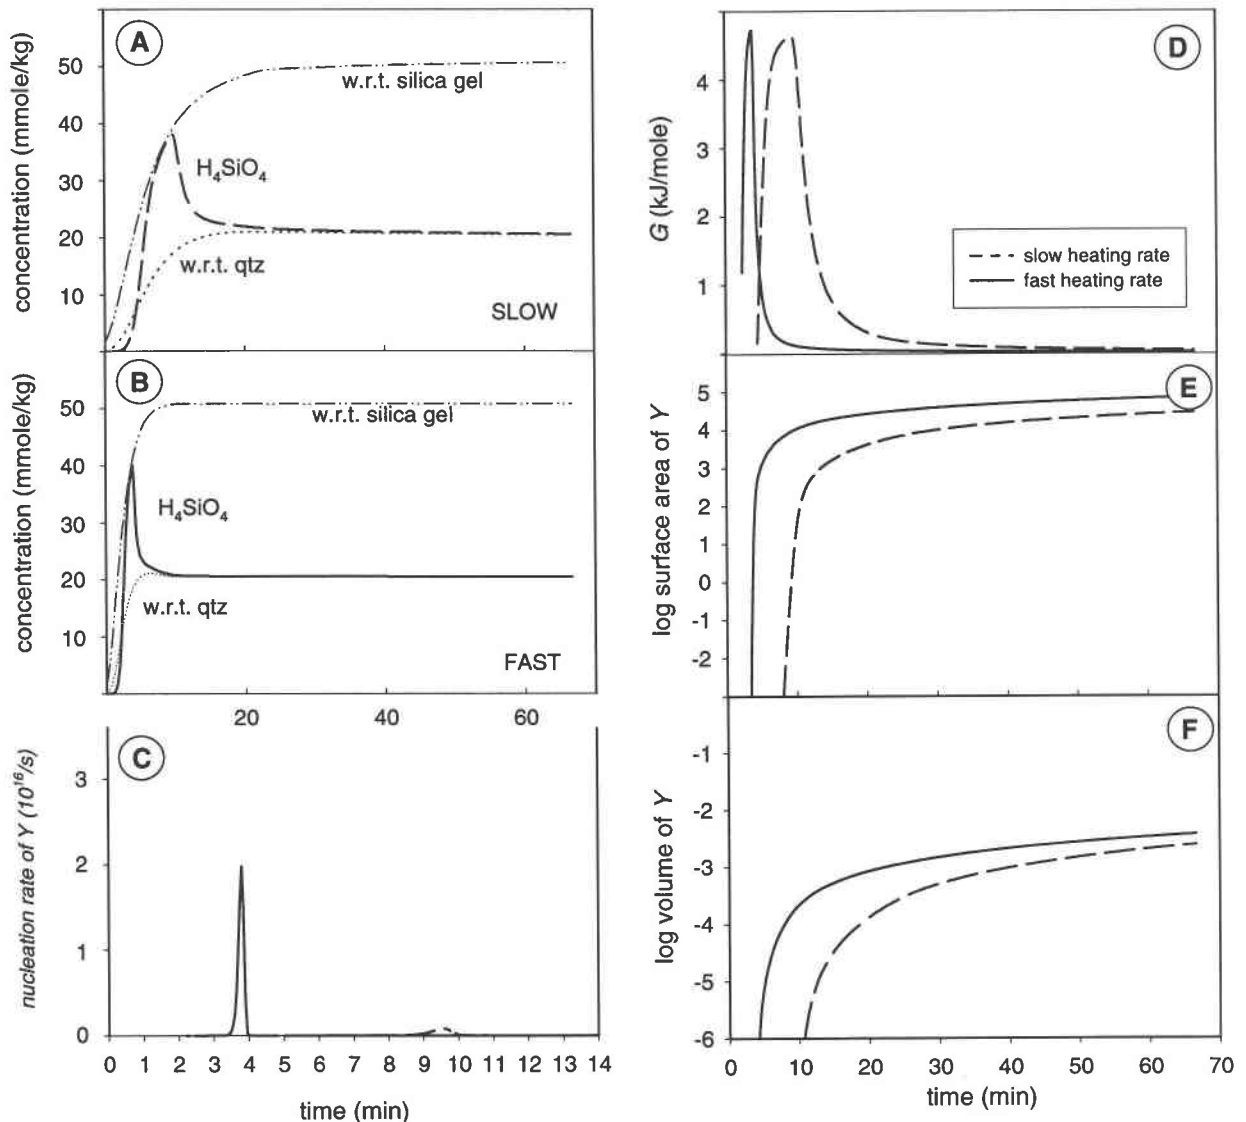 A
concentration (mmole/kg)
50
40
30
20
10
w.r.t. silica gel
H₄SiO₄
w.r.t. qtz
SLOW
B
concentration (mmole/kg)
50
40
30
20
10
w.r.t. silica gel
H₄SiO₄
w.r.t. qtz
FAST
20 40 60
C
nucleation rate of Y (10¹⁶/s)
3
2
1
0
0 1 2 3 4 5 6 7 8 9 10 11 12 13 14
time (min)
D
G (kJ/mole)
4
3
2
1
slow heating rate
fast heating rate
E
log surface area of Y
5
4
3
2
1
0
-1
-2
F
log volume of Y
-1
-2
-3
-4
-5
-6
0 10 20 30 40 50 60 70
time (min)